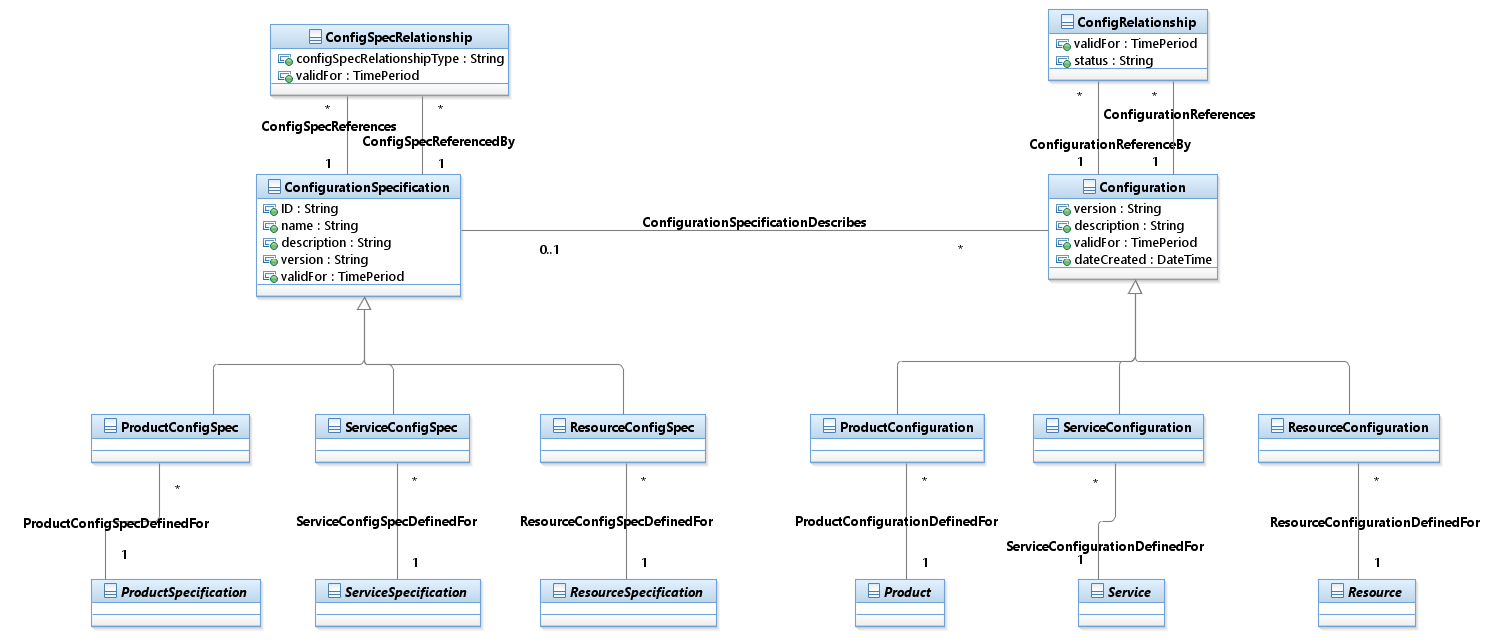 ConfigSpecRelationship
configSpecRelationshipType : String
validFor : TimePeriod
ConfigRelationship
validFor : TimePeriod
status : String
*
*
ConfigSpecReferences
ConfigSpecReferencedBy
1
1
*
*
ConfigurationReferences
ConfigurationReferenceBy
1
1
ConfigurationSpecification
ID : String
name : String
description : String
version : String
validFor : TimePeriod
ConfigurationSpecificationDescribes
0..1
*
Configuration
version : String
description : String
validFor : TimePeriod
dateCreated : DateTime
ProductConfigSpec
ServiceConfigSpec
ResourceConfigSpec
ProductConfiguration
ServiceConfiguration
ResourceConfiguration
*
*
*
*
*
*
ProductConfigSpecDefinedFor
ServiceConfigSpecDefinedFor
ResourceConfigSpecDefinedFor
ProductConfigurationDefinedFor
ServiceConfigurationDefinedFor
ResourceConfigurationDefinedFor
1
1
1
1
1
1
ProductSpecification
ServiceSpecification
ResourceSpecification
Product
Service
Resource